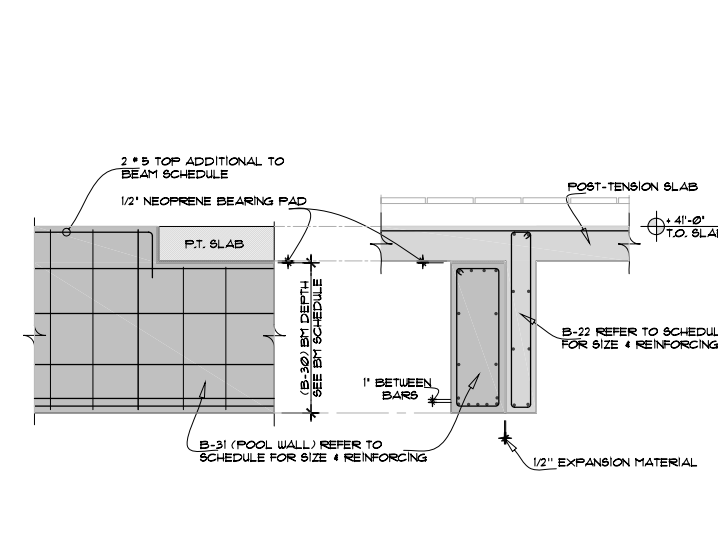 2 # 5 TOP ADDITIONAL TO
BEAM SCHEDULE
1/2" NEOPRENE BEARING PAD
POST-TENSION SLAB
+ 41'-0"
T.O. SLAB
P.T. SLAB
(B-30) BM DEPTH
SEE BM SCHEDULE
B-22 REFER TO SCHEDUL
FOR SIZE & REINFORCING
1" BETWEEN
BARS
B-31 (POOL WALL) REFER TO
SCHEDULE FOR SIZE & REINFORCING
1/2" EXPANSION MATERIAL